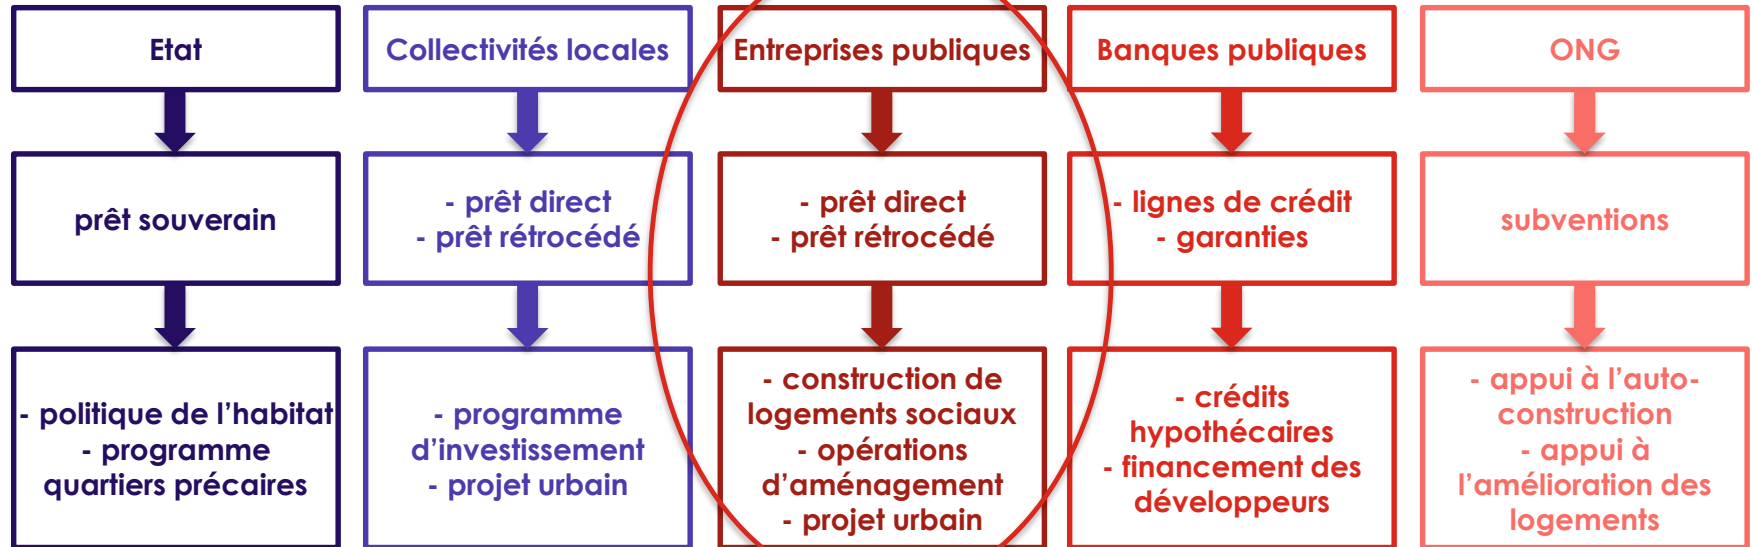 Etat
Collectivités locales
Entreprises publiques
Banques publiques
ONG
prêt souverain
- prêt direct
- prêt rétrocédé
- prêt direct
- prêt rétrocédé
- lignes de crédit
- garanties
subventions
- politique de l’habitat
- programme
quartiers précaires
- programme
d’investissement
- projet urbain
- construction de
logements sociaux
- opérations
d’aménagement
- projet urbain
- crédits
hypothécaires
- financement des
développeurs
- appui à l’auto-
construction
- appui à
l’amélioration des
logements